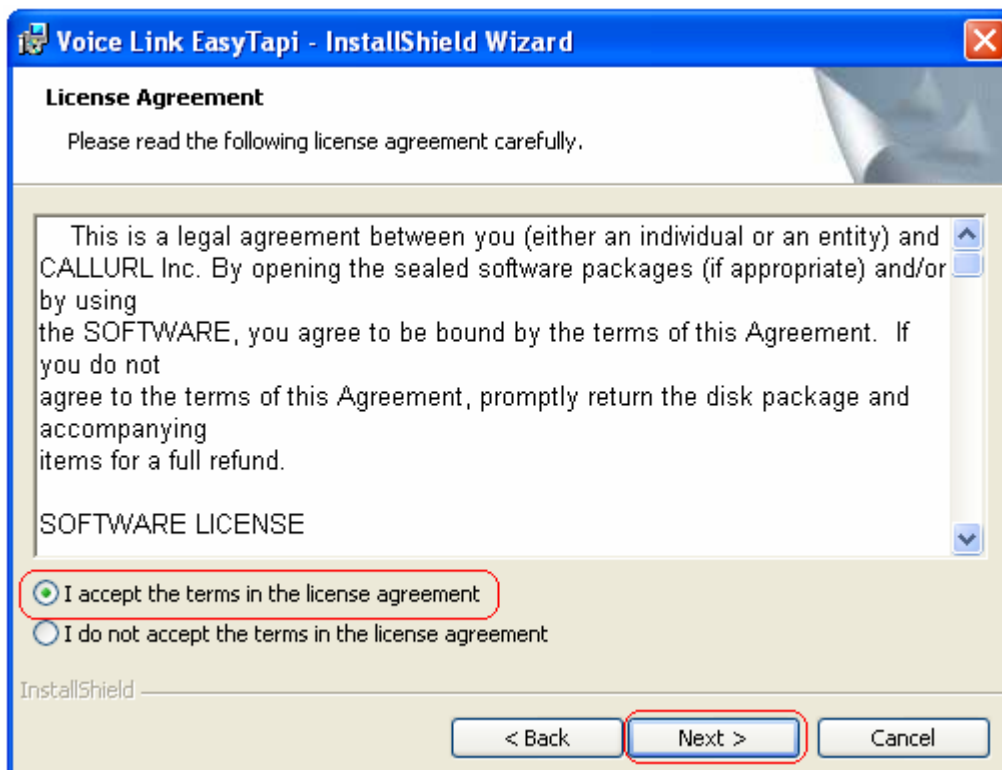 Voice Link EasyTapi - InstallShield Wizard
License Agreement
Please read the following license agreement carefully.
This is a legal agreement between you (either an individual or an entity) and
CALLURL Inc. By opening the sealed software packages (if appropriate) and/or
by using
the SOFTWARE, you agree to be bound by the terms of this Agreement.  If
you do not
agree to the terms of this Agreement, promptly return the disk package and
accompanying
items for a full refund.
SOFTWARE LICENSE
I accept the terms in the license agreement
I do not accept the terms in the license agreement
InstallShield
< Back
Next >
Cancel